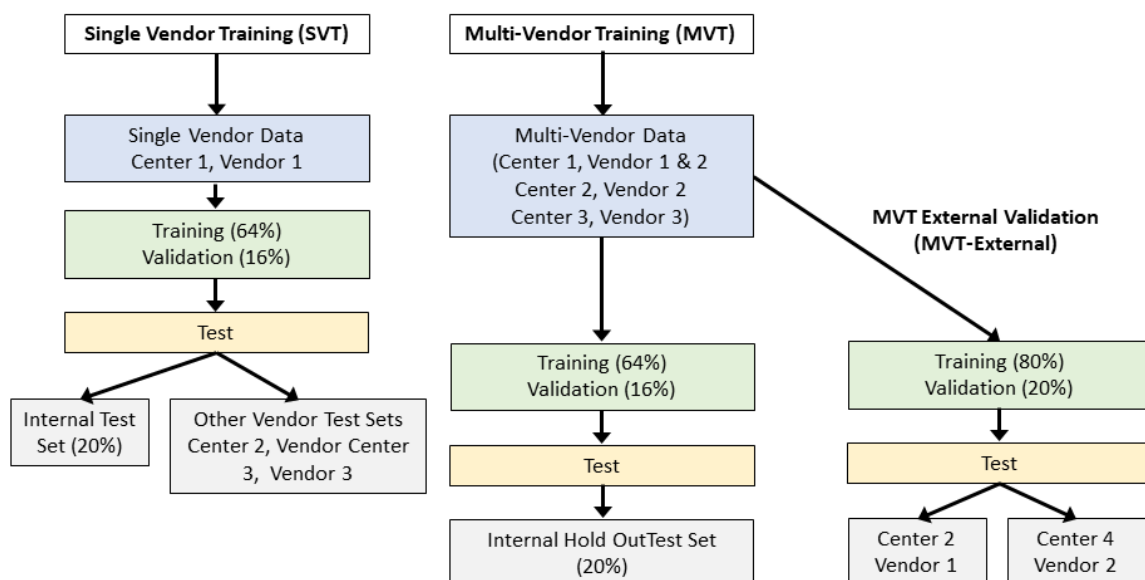 Single Vendor Training (SVT)
Single Vendor Data
Center 1, Vendor 1
Training (64%)
Validation (16%)
Test
Internal Test
Set (20%)
Other Vendor Test Sets
Center 2, Vendor Center
3, Vendor 3
Multi-Vendor Training (MVT)
Multi-Vendor Data
(Center 1, Vendor 1 & 2
Center 2, Vendor 2
Center 3, Vendor 3)
Training (64%)
Validation (16%)
Test
Internal Hold OutTest Set
(20%)
MVT External Validation
(MVT-External)
Training (80%)
Validation (20%)
Test
Center 2
Vendor 1
Center 4
Vendor 2